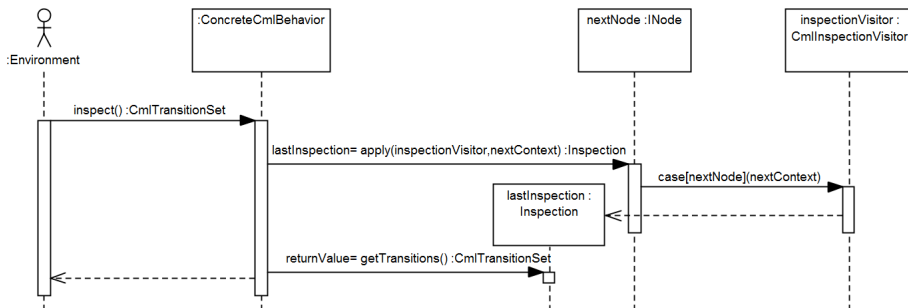 :Environment
:ConcreteCmlBehavior
nextNode :INode
inspectionVisitor :
CmlInspectionVisitor
inspect() :CmlTransitionSet
lastInspection= apply(inspectionVisitor,nextContext) :Inspection
case[nextNode](nextContext)
lastInspection :
Inspection
returnValue= getTransitions() :CmlTransitionSet